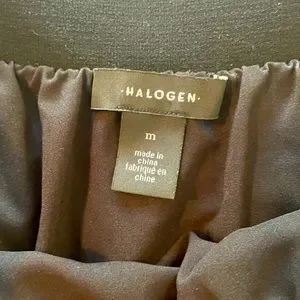 ·HALOGEN·
m
made in
china
fabriqué en
chine